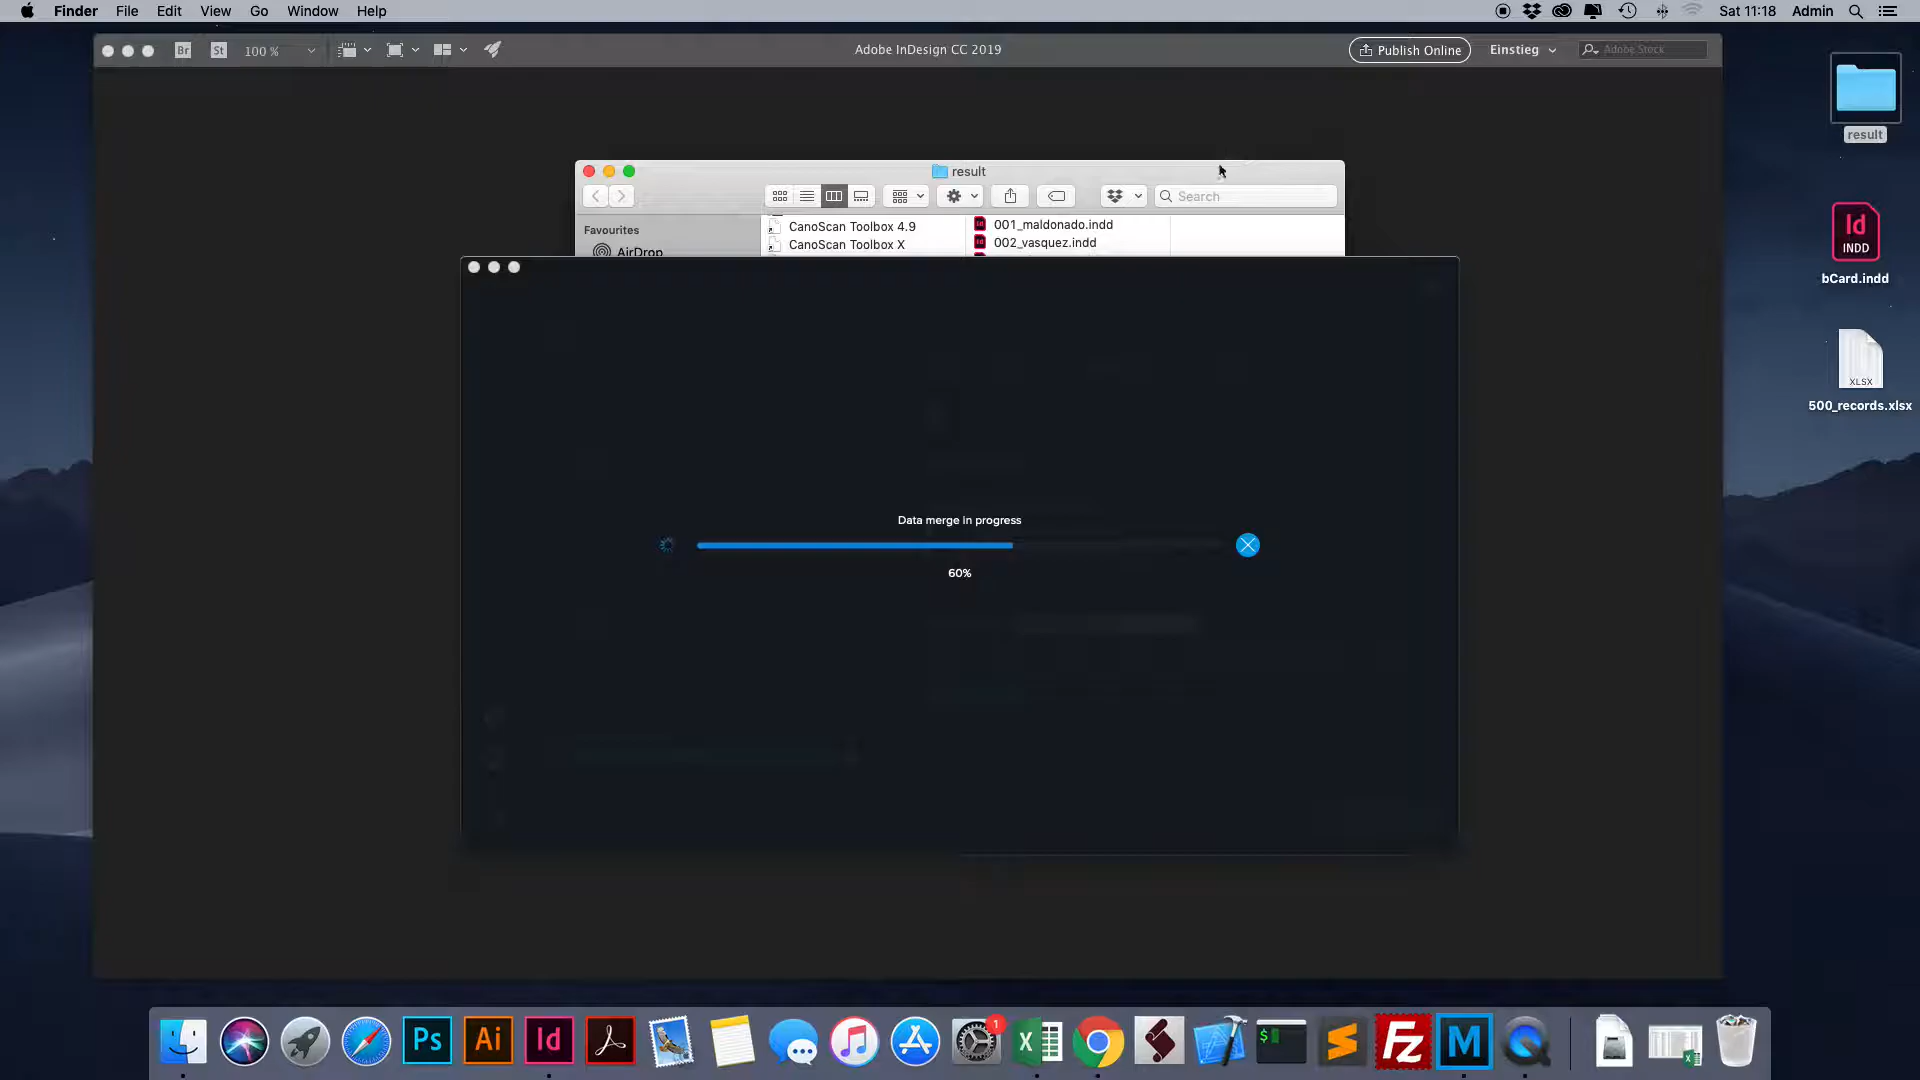 Finder File Edit View Go Window Help
Sat 11:18 Admin
Br St 100 %
Adobe InDesign CC 2019
Publish Online
Einstieg
Adobe Stock
result
Search
Favourites
AirDrop
CanoScan Toolbox 4.9
CanoScan Toolbox X
001_maldonado.indd
002_vasquez.indd
Data merge in progress
60%
result
Id
INDD
bCard.indd
XLSX
500_records.xlsx
Ps
Ai
Id
1
X
$
Fz
M